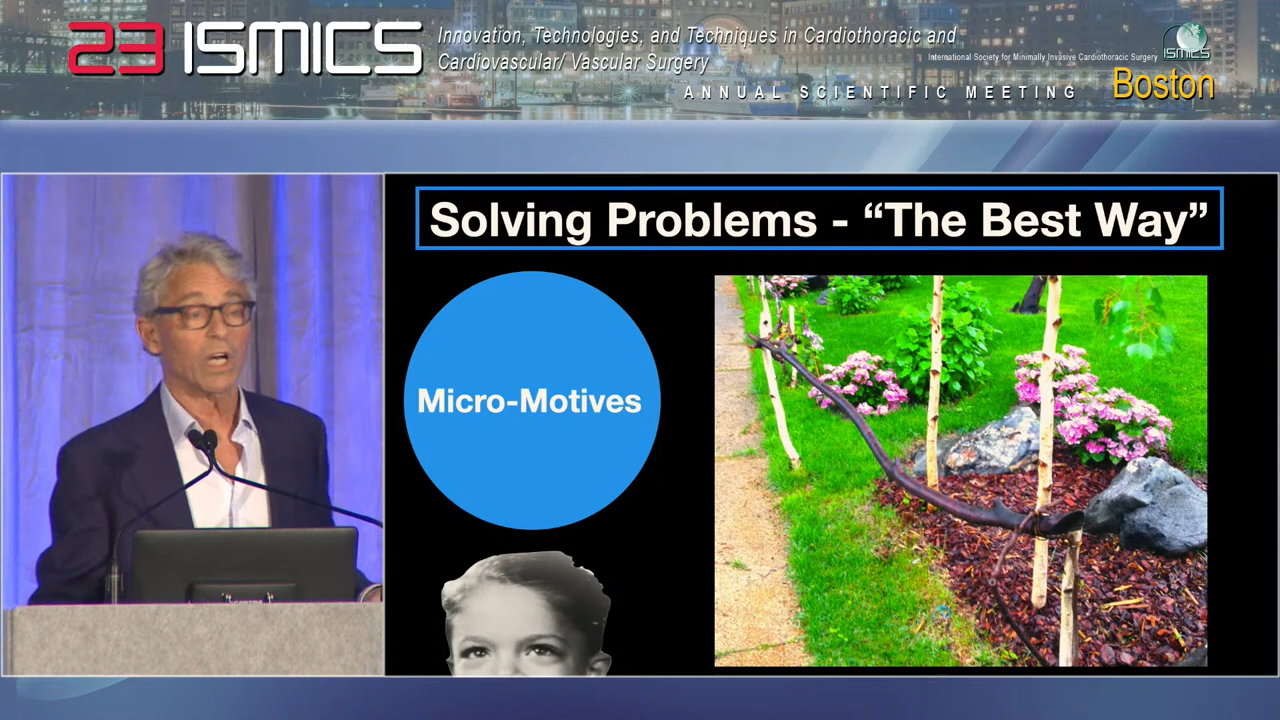 23 ISMICS
Innovation, Technologies, and Techniques in Cardiothoracic and
Cardiovascular/ Vascular Surgery
International Society for Minimally Invasive Cardiothoracic Surgery
ISMICS
Boston
ANNUAL SCIENTIFIC MEETING
Solving Problems - “The Best Way”
Micro-Motives